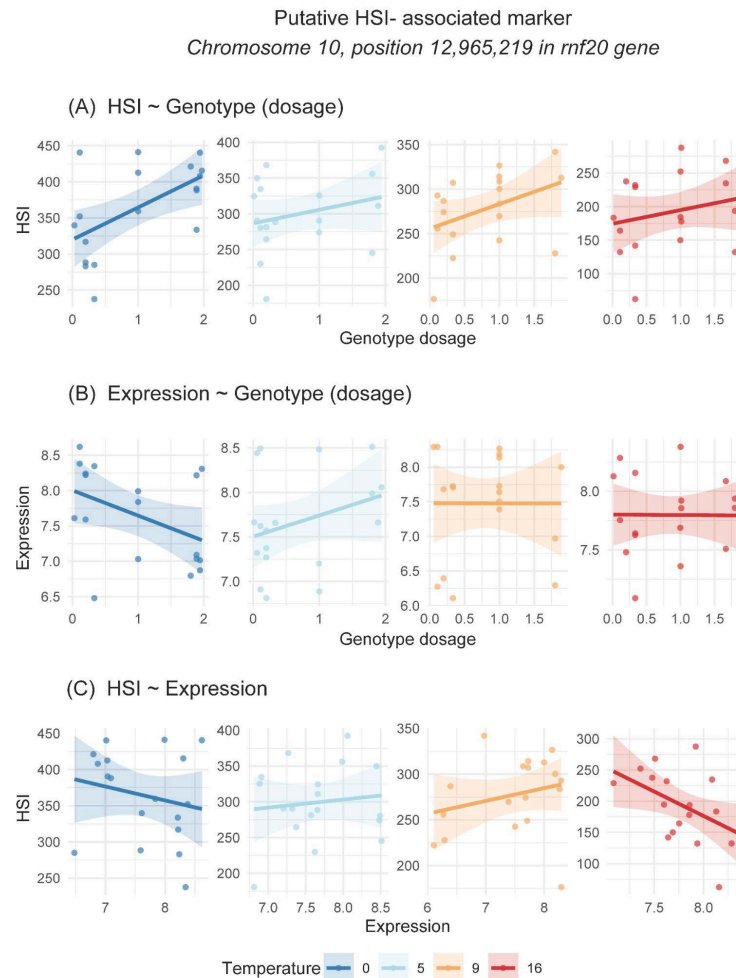 Putative HSI- associated marker
Chromosome 10, position 12,965,219 in rnf20 gene
(A) HSI ~ Genotype (dosage)
HSI
450
400
350
300
250
0 1 2
400
350
300
250
200
0 1 2
350
300
250
200
0.0 0.5 1.0 1.5
250
200
150
100
0.0 0.5 1.0 1.5
Genotype dosage
(B) Expression ~ Genotype (dosage)
Expression
8.5
8.0
7.5
7.0
6.5
0 1 2
8.5
8.0
7.5
7.0
0 1 2
8.0
7.5
7.0
6.5
6.0
0.0 0.5 1.0 1.5
8.0
7.5
0.0 0.5 1.0 1.5
Genotype dosage
(C) HSI ~ Expression
HSI
450
400
350
300
250
7 8
400
350
300
250
200
7.0 7.5 8.0 8.5
350
300
250
200
6 7 8
300
250
200
150
100
7.5 8.0
Expression
Temperature 0 5 9 16